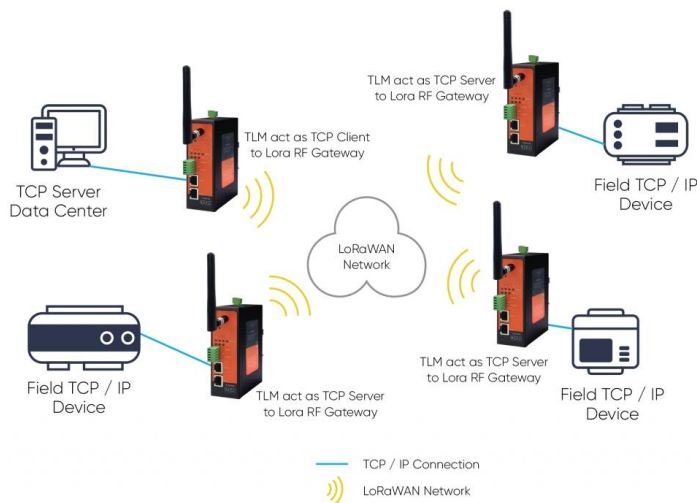 TLM act as TCP Server
to Lora RF Gateway
TLM act as TCP Client
to Lora RF Gateway
TCP Server
Data Center
Field TCP / IP
Device
LoRaWAN
Network
TLM act as TCP Server
to Lora RF Gateway
Field TCP / IP
Device
TLM act as TCP Server
to Lora RF Gateway
Field TCP / IP
Device
TCP / IP Connection
LoRaWAN Network